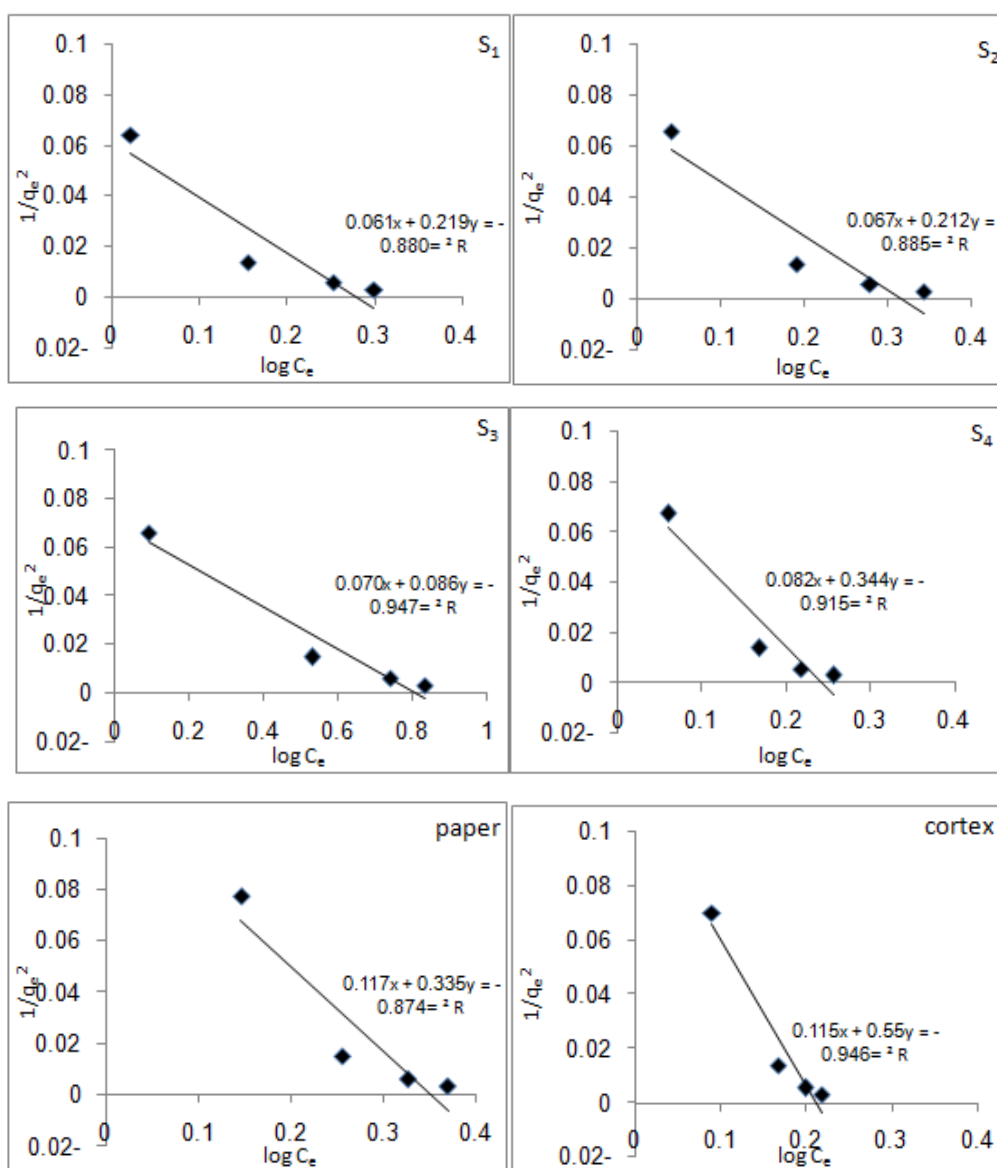 S₁
0.1
0.08
0.06
0.04
0.02
0
0.02-
1/qₑ²
0.061x + 0.219y = -
0.880= ² R
0 0.1 0.2 0.3 0.4
log Cₑ
S₂
0.1
0.08
0.06
0.04
0.02
0
0.02-
1/qₑ²
0.067x + 0.212y =
0.885= ² R
0 0.1 0.2 0.3 0.4
log Cₑ
S₃
0.1
0.08
0.06
0.04
0.02
0
0.02-
1/qₑ²
0.070x + 0.086y = -
0.947= ² R
0 0.2 0.4 0.6 0.8 1
log Cₑ
S₄
0.1
0.08
0.06
0.04
0.02
0
0.02-
1/qₑ²
0.082x + 0.344y = -
0.915= ² R
0 0.1 0.2 0.3 0.4
log Cₑ
paper
0.1
0.08
0.06
0.04
0.02
0
0.02-
1/qₑ²
0.117x + 0.335y = -
0.874= ² R
0 0.1 0.2 0.3 0.4
log Cₑ
cortex
0.1
0.08
0.06
0.04
0.02
0
0.02-
1/qₑ²
0.115x + 0.55y = -
0.946= ² R
0 0.1 0.2 0.3 0.4
log Cₑ